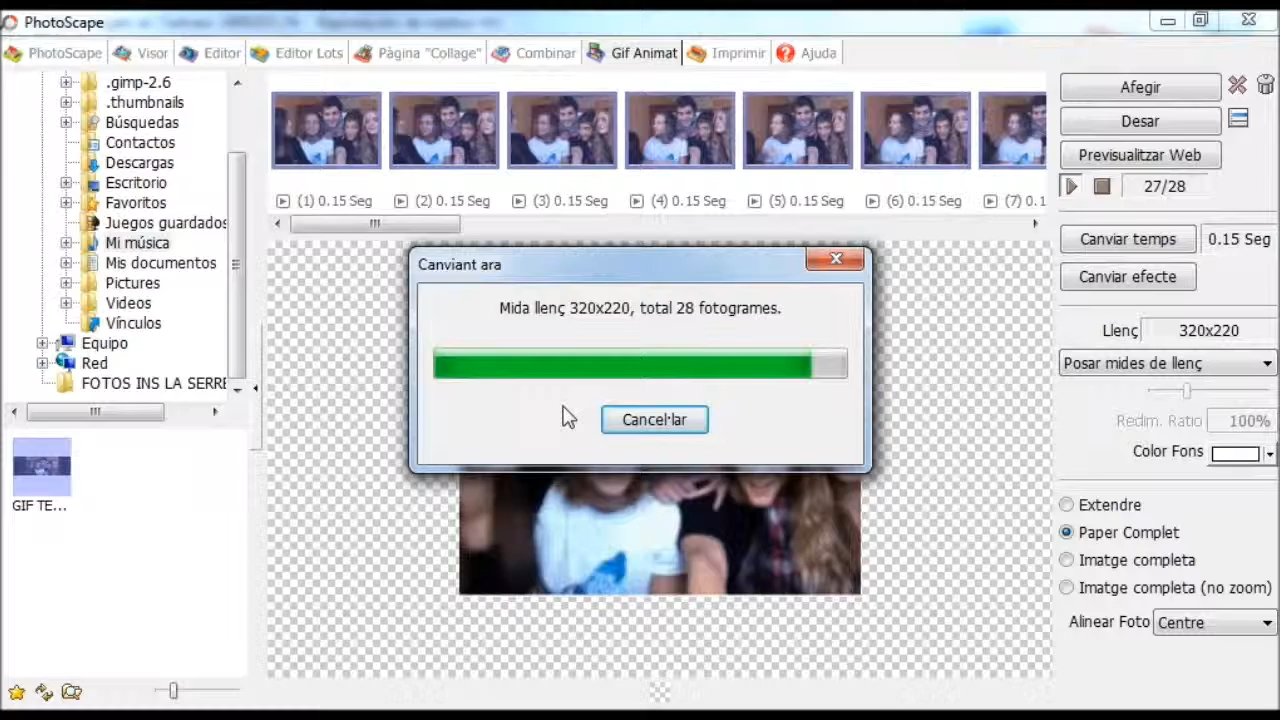 PhotoScape
PhotoScape Visor Editor Editor Lots Pàgina "Collage" Combinar Gif Animat Imprimir Ajuda
.gimp-2.6
.thumbnails
Búsquedas
Contactos
Descargas
Escritorio
Favoritos
Juegos guardados
Mi música
Mis documentos
Pictures
Videos
Vínculos
Equipo
Red
FOTOS INS LA SERRE
GIF TE...
(1) 0.15 Seg (2) 0.15 Seg (3) 0.15 Seg (4) 0.15 Seg (5) 0.15 Seg (6) 0.15 Seg (7) 0.1
Canviant ara
Mida llenç 320x220, total 28 fotogrames.
Cancel·lar
Afegir
Desar
Previsualitzar Web
27/28
Canviar temps 0.15 Seg
Canviar efecte
Llenç 320x220
Posar mides de llenç
Redim. Ratio 100%
Color Fons
Extendre
Paper Complet
Imatge completa
Imatge completa (no zoom)
Alinear Foto Centre